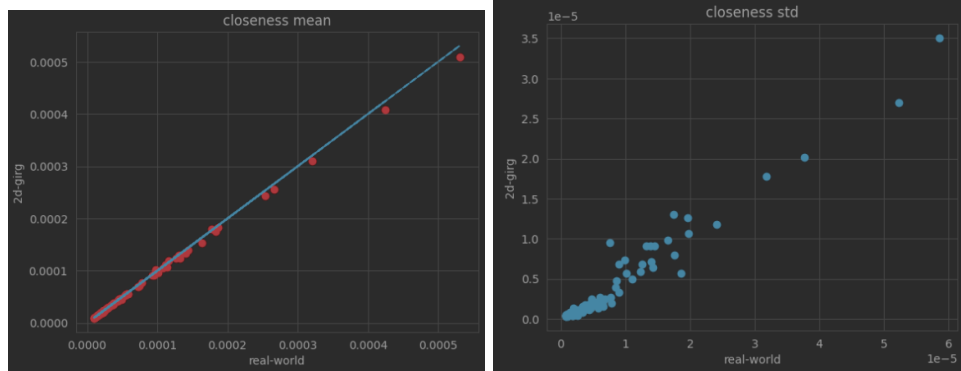 closeness mean
0.0005
0.0004
0.0003
0.0002
0.0001
0.0000
2d-girg
0.0000 0.0001 0.0002 0.0003 0.0004 0.0005
real-world
closeness std
1e−5
3.5
3.0
2.5
2.0
1.5
1.0
0.5
0.0
2d-girg
0 1 2 3 4 5 6
real-world
1e−5